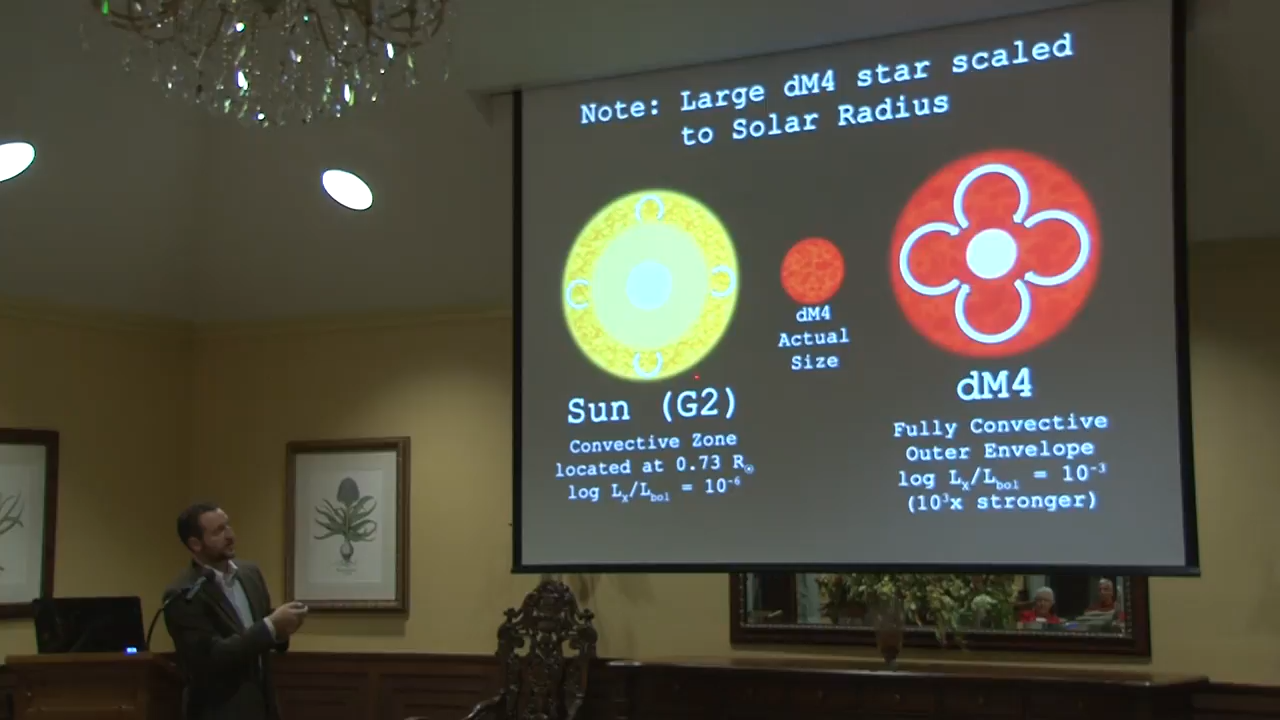 Note: Large dM4 star scaled
to Solar Radius
dM4
Actual
Size
Sun (G2)
Convective Zone
located at 0.73 R☉
log Lx/Lbol = 10⁻⁶
dM4
Fully Convective
Outer Envelope
log Lx/Lbol = 10⁻³
(10³x stronger)